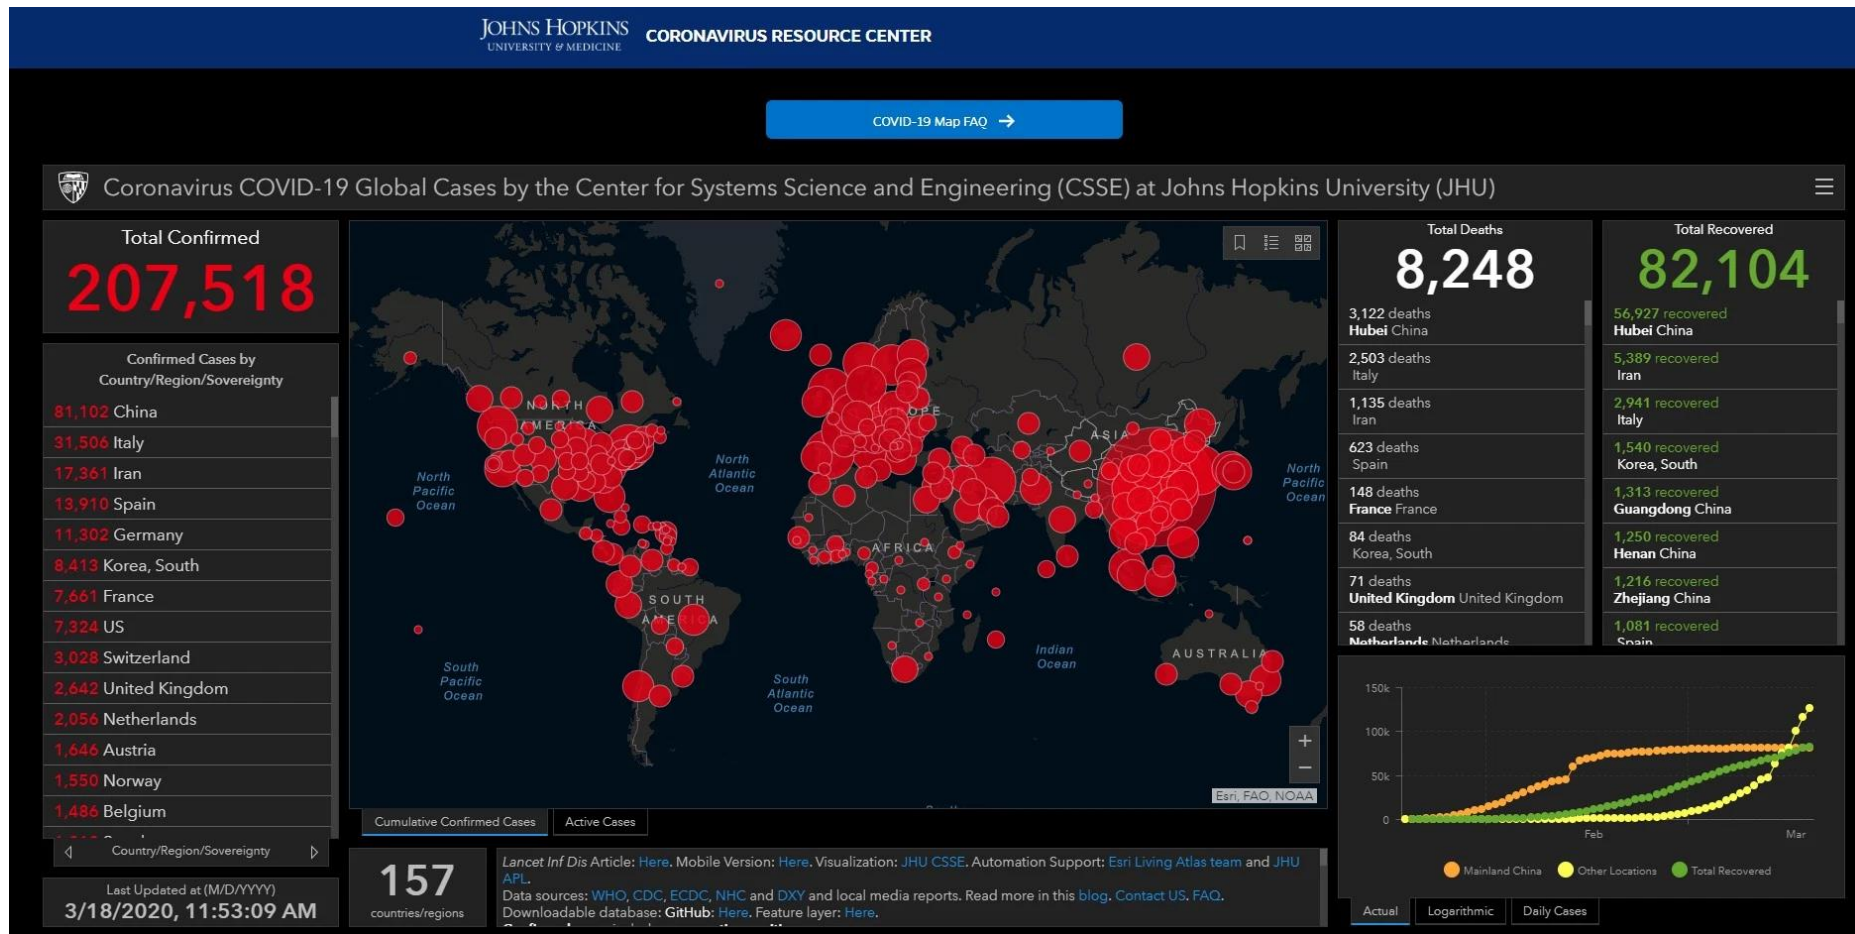 JOHNS HOPKINS
UNIVERSITY & MEDICINE
CORONAVIRUS RESOURCE CENTER
COVID-19 Map FAQ →
Coronavirus COVID-19 Global Cases by the Center for Systems Science and Engineering (CSSE) at Johns Hopkins University (JHU)
Total Confirmed
207,518
Confirmed Cases by
Country/Region/Sovereignty
81,102 China
31,506 Italy
17,361 Iran
13,910 Spain
11,302 Germany
8,413 Korea, South
7,661 France
7,324 US
3,028 Switzerland
2,642 United Kingdom
2,056 Netherlands
1,646 Austria
1,550 Norway
1,486 Belgium
Country/Region/Sovereignty
Last Updated at (M/D/YYYY)
3/18/2020, 11:53:09 AM
NORTH
AMERICA
North
Pacific
Ocean
North
Atlantic
Ocean
EUROPE
ASIA
North
Pacific
Ocean
AFRICA
SOUTH
AMERICA
South
Pacific
Ocean
South
Atlantic
Ocean
Indian
Ocean
AUSTRALIA
+
−
Esri, FAO, NOAA
Cumulative Confirmed Cases
Active Cases
157
countries/regions
Lancet Inf Dis Article: Here. Mobile Version: Here. Visualization: JHU CSSE. Automation Support: Esri Living Atlas team and JHU
APL.
Data sources: WHO, CDC, ECDC, NHC and DXY and local media reports. Read more in this blog. Contact US. FAQ.
Downloadable database: GitHub: Here. Feature layer: Here.
Total Deaths
8,248
3,122 deaths
Hubei China
2,503 deaths
Italy
1,135 deaths
Iran
623 deaths
Spain
148 deaths
France France
84 deaths
Korea, South
71 deaths
United Kingdom United Kingdom
58 deaths
Netherlands Netherlands
Total Recovered
82,104
56,927 recovered
Hubei China
5,389 recovered
Iran
2,941 recovered
Italy
1,540 recovered
Korea, South
1,313 recovered
Guangdong China
1,250 recovered
Henan China
1,216 recovered
Zhejiang China
1,081 recovered
Spain
150k
100k
50k
0
Feb
Mar
Mainland China
Other Locations
Total Recovered
Actual
Logarithmic
Daily Cases